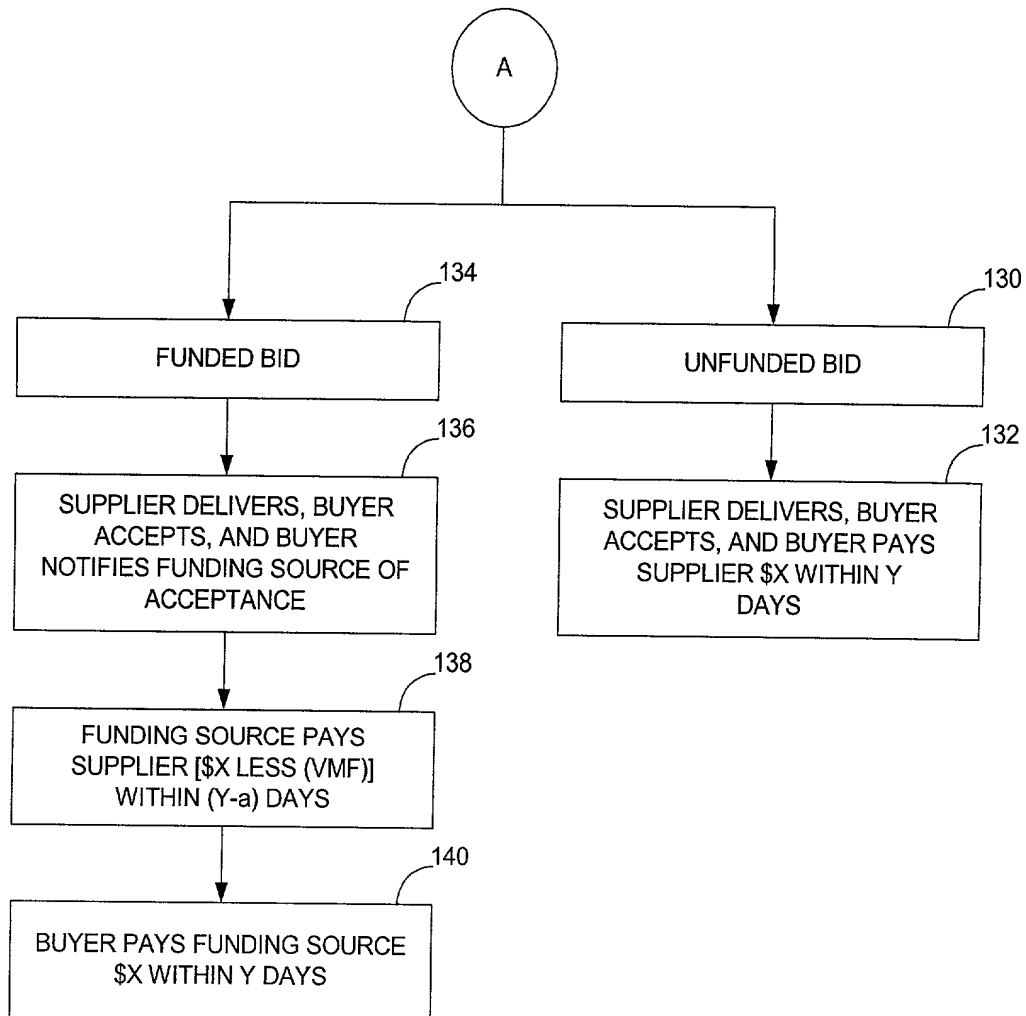 A
134
FUNDED BID
130
UNFUNDED BID
136
SUPPLIER DELIVERS, BUYER
ACCEPTS, AND BUYER
NOTIFIES FUNDING SOURCE OF
ACCEPTANCE
132
SUPPLIER DELIVERS, BUYER
ACCEPTS, AND BUYER PAYS
SUPPLIER $X WITHIN Y
DAYS
138
FUNDING SOURCE PAYS
SUPPLIER [$X LESS (VMF)]
WITHIN (Y-a) DAYS
140
BUYER PAYS FUNDING SOURCE
$X WITHIN Y DAYS